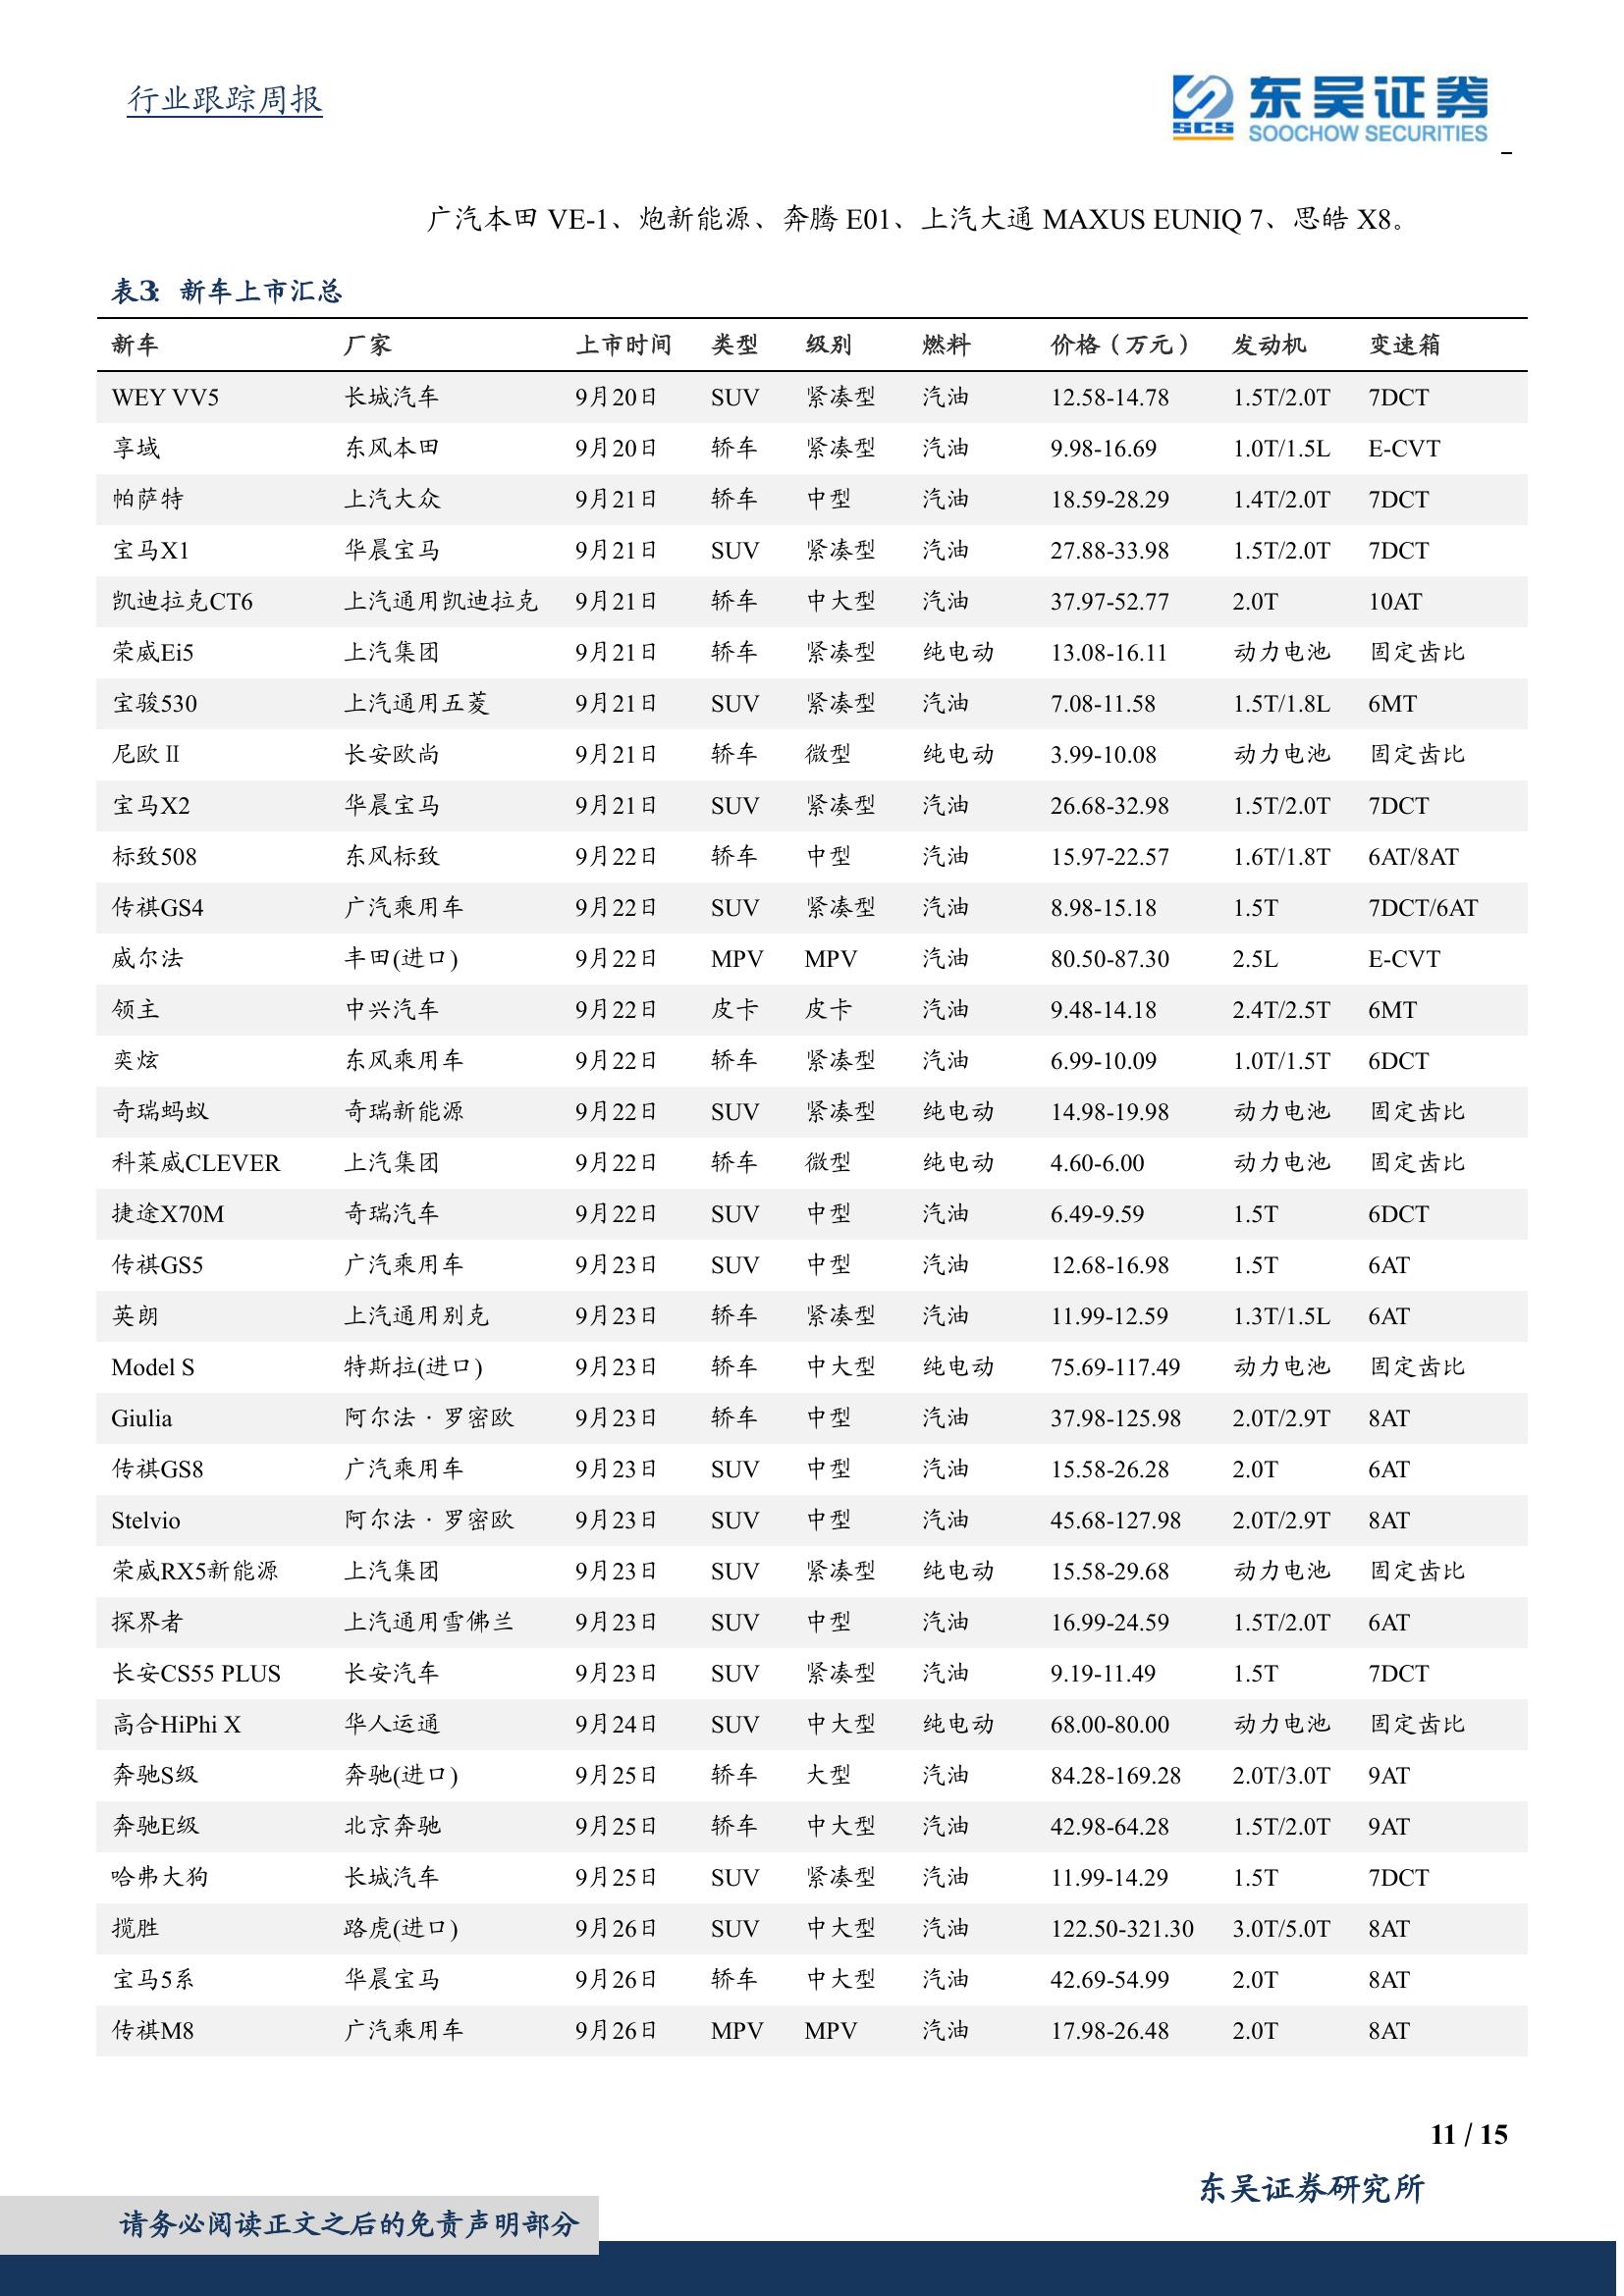 行业跟踪周报
东吴证券
SCS
SOOCHOW SECURITIES
广汽本田 VE-1、炮新能源、奔腾 E01、上汽大通 MAXUS EUNIQ 7、思皓 X8。
表3: 新车上市汇总
新车 厂家 上市时间 类型 级别 燃料 价格（万元） 发动机 变速箱
WEY VV5 长城汽车 9月20日 SUV 紧凑型 汽油 12.58-14.78 1.5T/2.0T 7DCT
享域 东风本田 9月20日 轿车 紧凑型 汽油 9.98-16.69 1.0T/1.5L E-CVT
帕萨特 上汽大众 9月21日 轿车 中型 汽油 18.59-28.29 1.4T/2.0T 7DCT
宝马X1 华晨宝马 9月21日 SUV 紧凑型 汽油 27.88-33.98 1.5T/2.0T 7DCT
凯迪拉克CT6 上汽通用凯迪拉克 9月21日 轿车 中大型 汽油 37.97-52.77 2.0T 10AT
荣威Ei5 上汽集团 9月21日 轿车 紧凑型 纯电动 13.08-16.11 动力电池 固定齿比
宝骏530 上汽通用五菱 9月21日 SUV 紧凑型 汽油 7.08-11.58 1.5T/1.8L 6MT
尼欧Ⅱ 长安欧尚 9月21日 轿车 微型 纯电动 3.99-10.08 动力电池 固定齿比
宝马X2 华晨宝马 9月21日 SUV 紧凑型 汽油 26.68-32.98 1.5T/2.0T 7DCT
标致508 东风标致 9月22日 轿车 中型 汽油 15.97-22.57 1.6T/1.8T 6AT/8AT
传祺GS4 广汽乘用车 9月22日 SUV 紧凑型 汽油 8.98-15.18 1.5T 7DCT/6AT
威尔法 丰田(进口) 9月22日 MPV MPV 汽油 80.50-87.30 2.5L E-CVT
领主 中兴汽车 9月22日 皮卡 皮卡 汽油 9.48-14.18 2.4T/2.5T 6MT
奕炫 东风乘用车 9月22日 轿车 紧凑型 汽油 6.99-10.09 1.0T/1.5T 6DCT
奇瑞蚂蚁 奇瑞新能源 9月22日 SUV 紧凑型 纯电动 14.98-19.98 动力电池 固定齿比
科莱威CLEVER 上汽集团 9月22日 轿车 微型 纯电动 4.60-6.00 动力电池 固定齿比
捷途X70M 奇瑞汽车 9月22日 SUV 中型 汽油 6.49-9.59 1.5T 6DCT
传祺GS5 广汽乘用车 9月23日 SUV 中型 汽油 12.68-16.98 1.5T 6AT
英朗 上汽通用别克 9月23日 轿车 紧凑型 汽油 11.99-12.59 1.3T/1.5L 6AT
Model S 特斯拉(进口) 9月23日 轿车 中大型 纯电动 75.69-117.49 动力电池 固定齿比
Giulia 阿尔法·罗密欧 9月23日 轿车 中型 汽油 37.98-125.98 2.0T/2.9T 8AT
传祺GS8 广汽乘用车 9月23日 SUV 中型 汽油 15.58-26.28 2.0T 6AT
Stelvio 阿尔法·罗密欧 9月23日 SUV 中型 汽油 45.68-127.98 2.0T/2.9T 8AT
荣威RX5新能源 上汽集团 9月23日 SUV 紧凑型 纯电动 15.58-29.68 动力电池 固定齿比
探界者 上汽通用雪佛兰 9月23日 SUV 中型 汽油 16.99-24.59 1.5T/2.0T 6AT
长安CS55 PLUS 长安汽车 9月23日 SUV 紧凑型 汽油 9.19-11.49 1.5T 7DCT
高合HiPhi X 华人运通 9月24日 SUV 中大型 纯电动 68.00-80.00 动力电池 固定齿比
奔驰S级 奔驰(进口) 9月25日 轿车 大型 汽油 84.28-169.28 2.0T/3.0T 9AT
奔驰E级 北京奔驰 9月25日 轿车 中大型 汽油 42.98-64.28 1.5T/2.0T 9AT
哈弗大狗 长城汽车 9月25日 SUV 紧凑型 汽油 11.99-14.29 1.5T 7DCT
揽胜 路虎(进口) 9月26日 SUV 中大型 汽油 122.50-321.30 3.0T/5.0T 8AT
宝马5系 华晨宝马 9月26日 轿车 中大型 汽油 42.69-54.99 2.0T 8AT
传祺M8 广汽乘用车 9月26日 MPV MPV 汽油 17.98-26.48 2.0T 8AT
11 / 15
东吴证券研究所
请务必阅读正文之后的免责声明部分